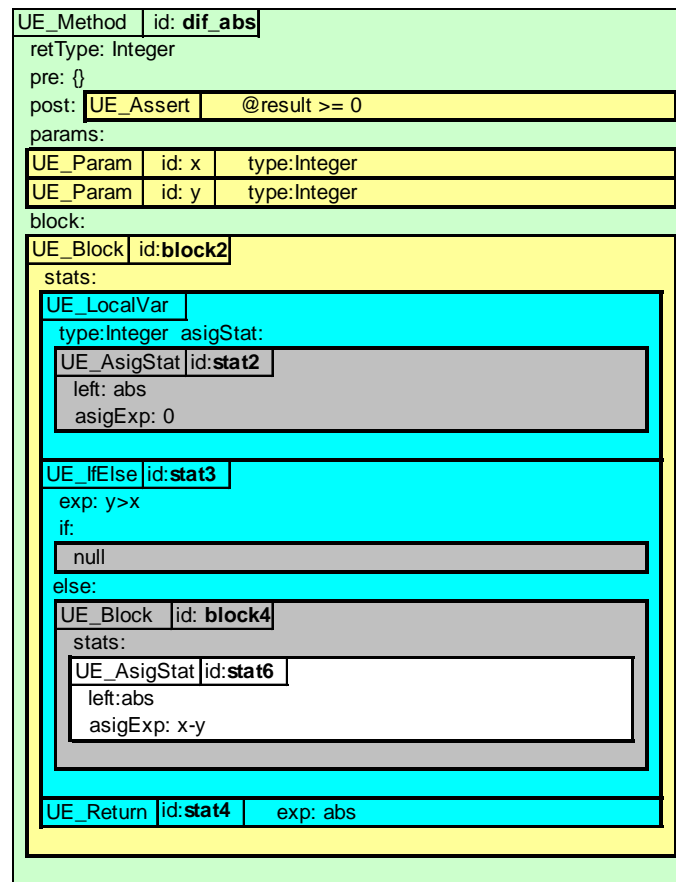 UE_Method id: dif_abs
retType: Integer
pre: {}
post: UE_Assert @result >= 0
params:
UE_Param id: x type:Integer
UE_Param id: y type:Integer
block:
UE_Block id:block2
stats:
UE_LocalVar
type:Integer asigStat:
UE_AsigStat id:stat2
left: abs
asigExp: 0
UE_IfElse id:stat3
exp: y>x
if:
null
else:
UE_Block id: block4
stats:
UE_AsigStat id:stat6
left:abs
asigExp: x-y
UE_Return id:stat4 exp: abs